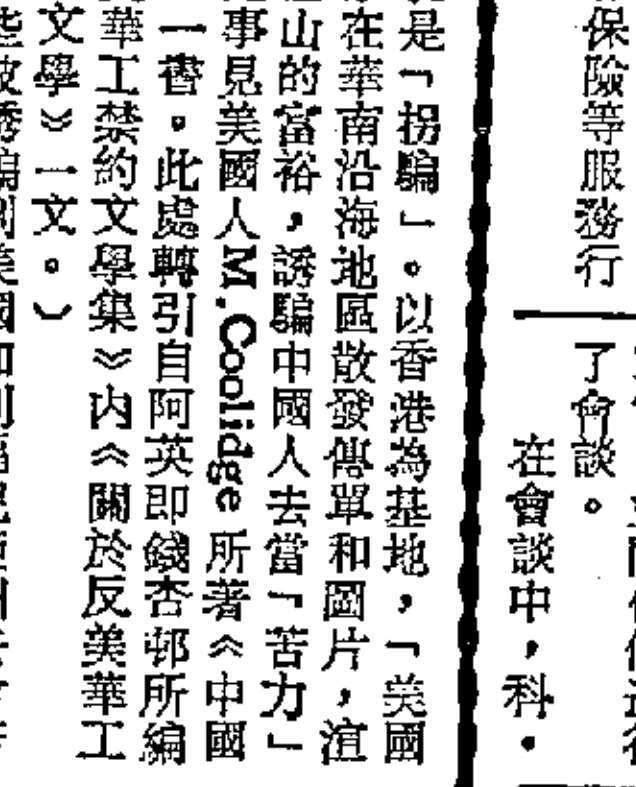 保險等服務行
了會談。
在會談中，科·
是「拐騙」。以香港為基地，「美國
在華南沿海地區散發傳單和圖片，渲
山的富裕，誘騙中國人去當「苦力」
事見美國人M.Coolidge所著《中國
一書。此處轉引自阿英即錢杏邨所編
華工禁約文學集》內《關於反美華工
文學》一文。）